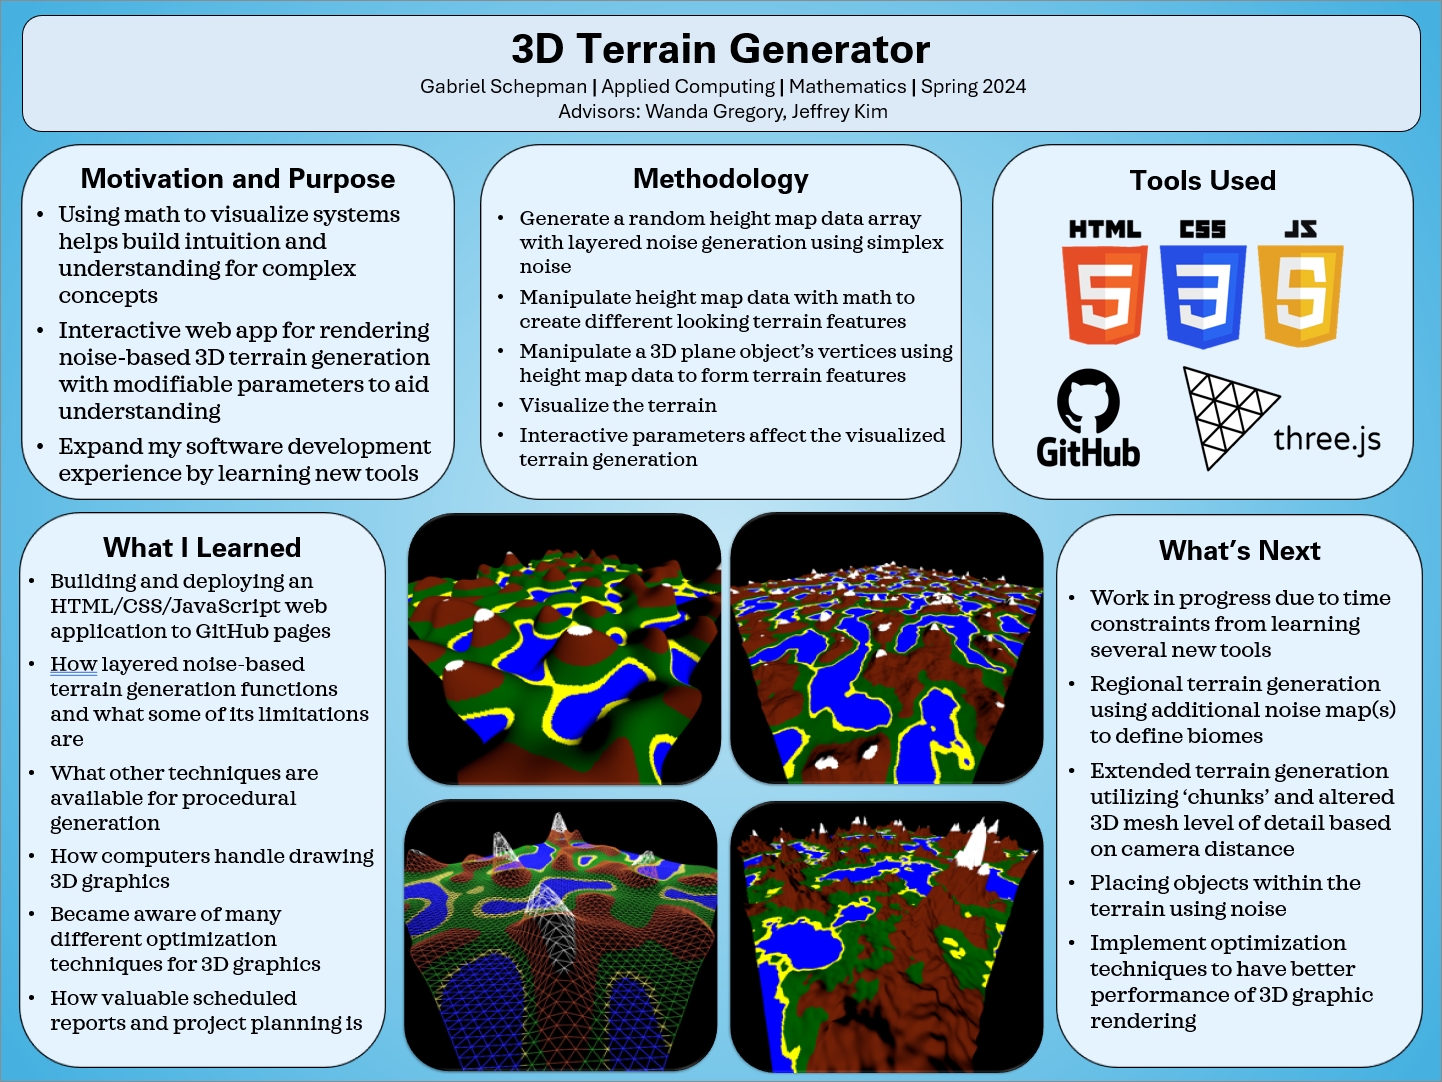 3D Terrain Generator
Gabriel Schepman | Applied Computing | Mathematics | Spring 2024
Advisors: Wanda Gregory, Jeffrey Kim
Motivation and Purpose
• Using math to visualize systems
helps build intuition and
understanding for complex
concepts
• Interactive web app for rendering
noise-based 3D terrain generation
with modifiable parameters to aid
understanding
• Expand my software development
experience by learning new tools
Methodology
• Generate a random height map data array
with layered noise generation using simplex
noise
• Manipulate height map data with math to
create different looking terrain features
• Manipulate a 3D plane object’s vertices using
height map data to form terrain features
• Visualize the terrain
• Interactive parameters affect the visualized
terrain generation
Tools Used
HTML CSS JS
5 3 5
GitHub
three.js
What I Learned
• Building and deploying an
HTML/CSS/JavaScript web
application to GitHub pages
• How layered noise-based
terrain generation functions
and what some of its limitations
are
• What other techniques are
available for procedural
generation
• How computers handle drawing
3D graphics
• Became aware of many
different optimization
techniques for 3D graphics
• How valuable scheduled
reports and project planning is
What’s Next
• Work in progress due to time
constraints from learning
several new tools
• Regional terrain generation
using additional noise map(s)
to define biomes
• Extended terrain generation
utilizing ‘chunks’ and altered
3D mesh level of detail based
on camera distance
• Placing objects within the
terrain using noise
• Implement optimization
techniques to have better
performance of 3D graphic
rendering